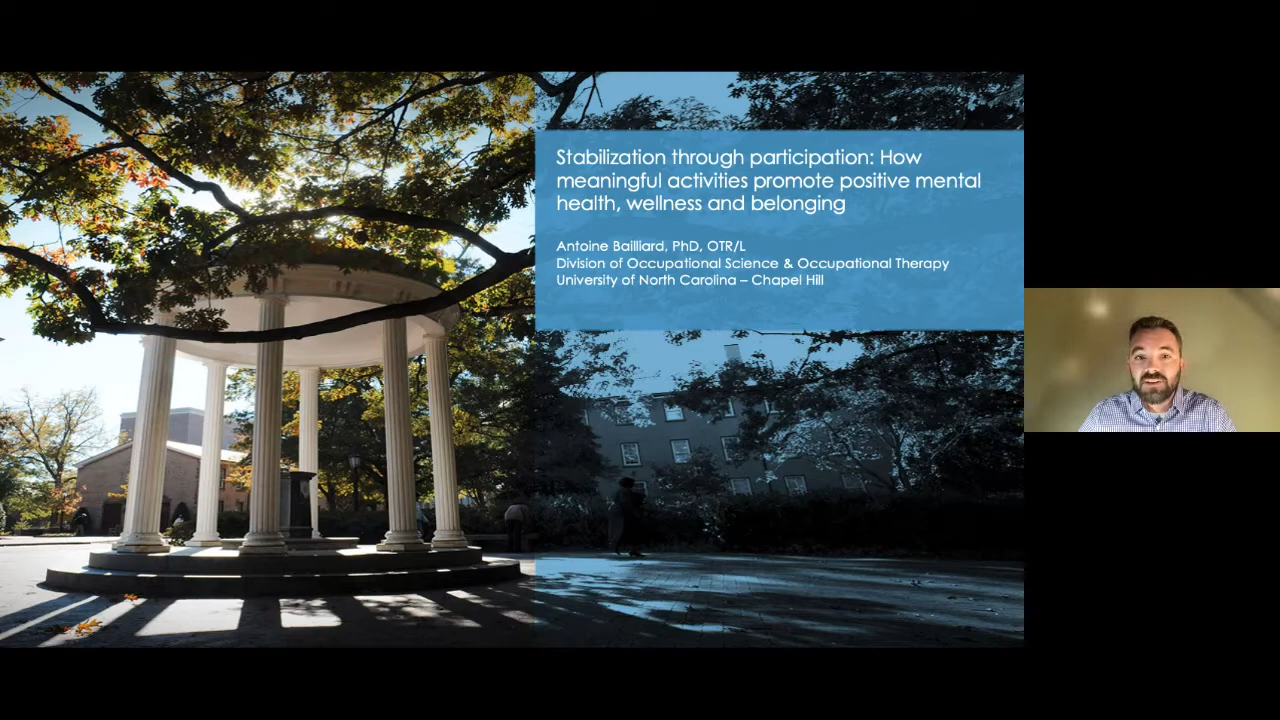 Stabilization through participation: How
meaningful activities promote positive mental
health, wellness and belonging
Antoine Bailliard, PhD, OTR/L
Division of Occupational Science & Occupational Therapy
University of North Carolina – Chapel Hill